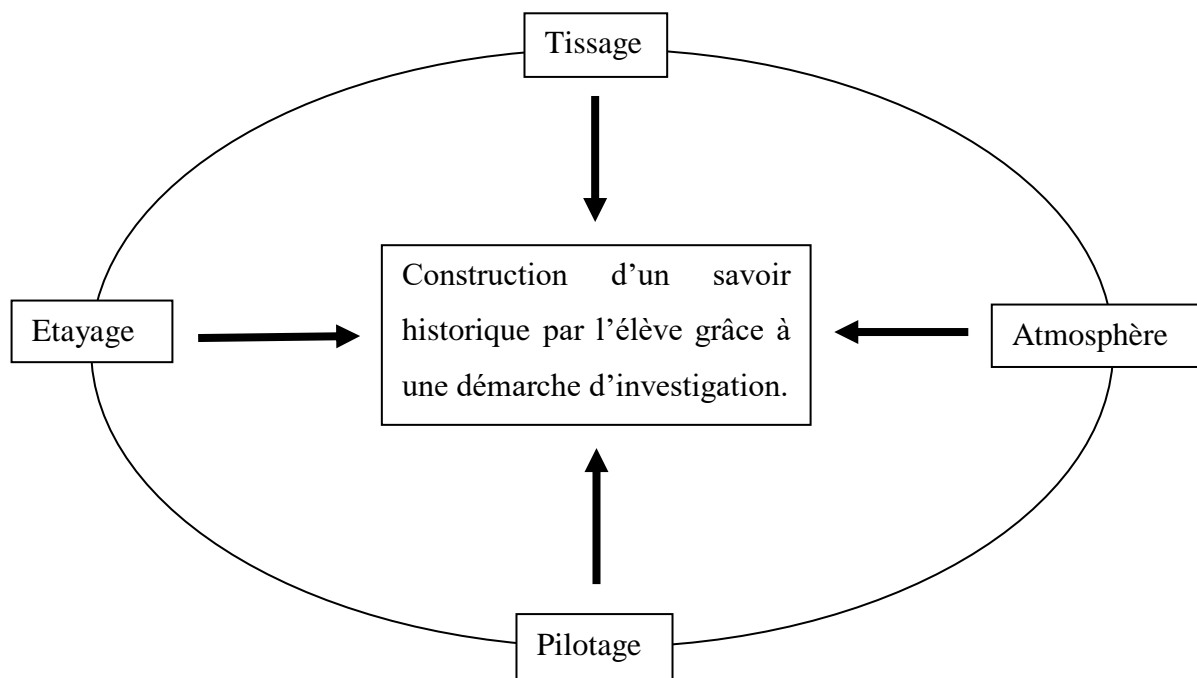 Tissage
Construction d’un savoir
historique par l’élève grâce à
une démarche d’investigation.
Etayage
Atmosphère
Pilotage